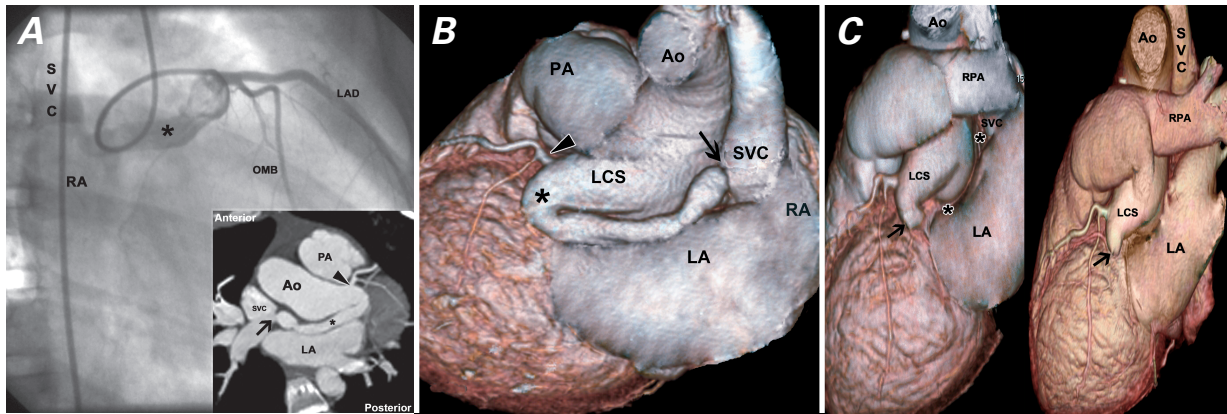 A
S
V
C
LAD
*
OMB
RA
Anterior
PA
Ao
SVC
*
LA
Posterior
B
PA
Ao
LCS
SVC
*
RA
LA
C
Ao
RPA
15
SVC
*
LCS
*
LA
Ao
S
V
C
RPA
LCS
LA